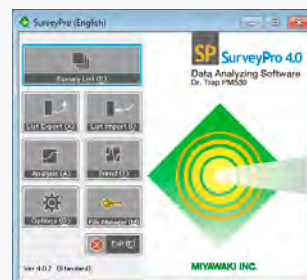 SurveyPro (English)
SP SurveyPro 4.0
Data Analyzing Software
Dr. Trap PM530
Survey List (S)
List Export (X)
List Import (I)
Analysis (A)
Trend (T)
Options (O)
File Manager (M)
Exit (E)
Ver 4.0.7 (Standard)
MIYAWAKI INC.